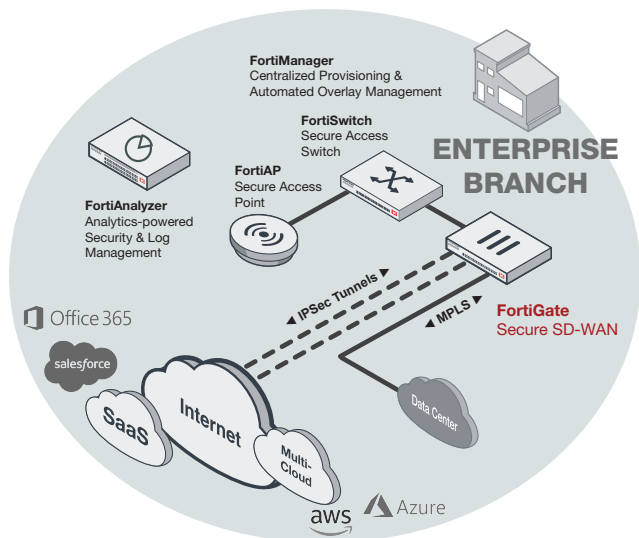 FortiManager
Centralized Provisioning &
Automated Overlay Management
FortiSwitch
Secure Access
Switch
ENTERPRISE
BRANCH
FortiAP
Secure Access
Point
FortiAnalyzer
Analytics-powered
Security & Log
Management
◄ IPSec Tunnels ►
◄ MPLS ►
FortiGate
Secure SD-WAN
Office 365
salesforce
SaaS
Internet
Multi-
Cloud
Data Center
aws
Azure